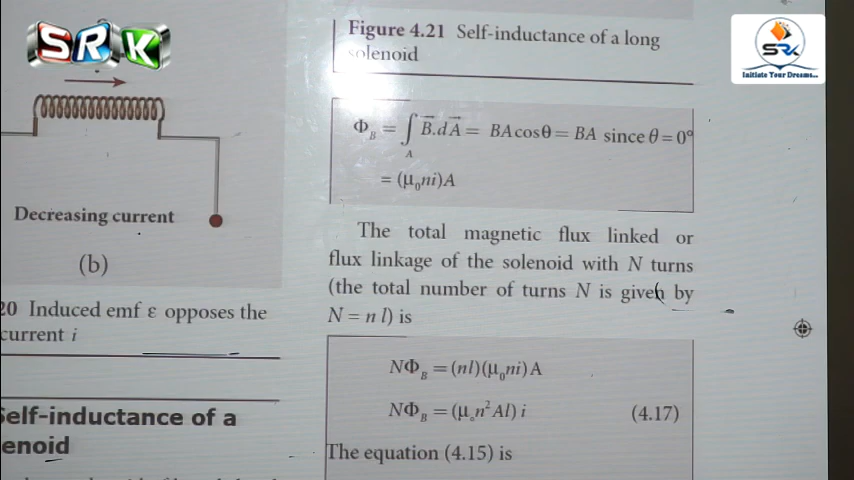 SRK
Decreasing current
(b)
20 Induced emf ε opposes the
current i
Self-inductance of a
enoid
Figure 4.21 Self-inductance of a long
solenoid
Φ_B = ∫_A B⃗.dA⃗ = BAcosθ = BA since θ = 0°
= (μ₀ni)A
The total magnetic flux linked or
flux linkage of the solenoid with N turns
(the total number of turns N is given by
N = n l) is
NΦ_B = (nl)(μ₀ni)A
NΦ_B = (μ₀n²Al) i (4.17)
The equation (4.15) is
SRK
Initiate Your Dreams...